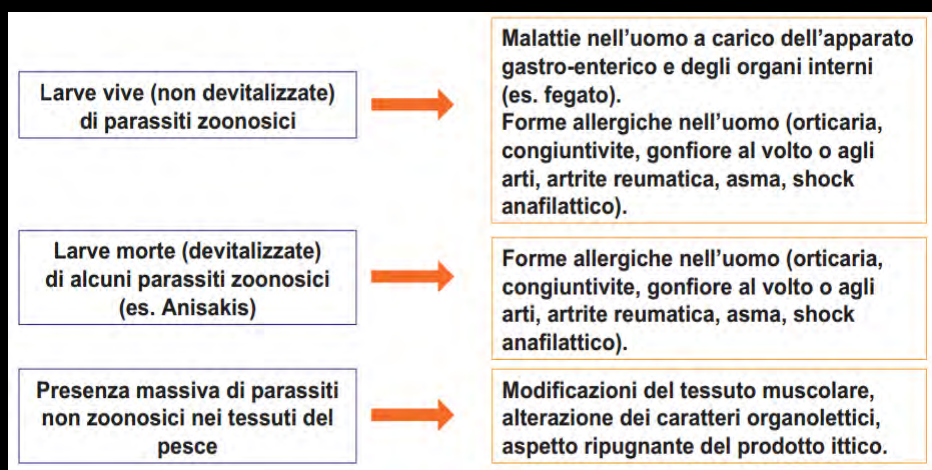 Larve vive (non devitalizzate)
di parassiti zoonosici
Malattie nell'uomo a carico dell'apparato
gastro-enterico e degli organi interni
(es. fegato).
Forme allergiche nell'uomo (orticaria,
congiuntivite, gonfiore al volto o agli
arti, artrite reumatica, asma, shock
anafilattico).
Larve morte (devitalizzate)
di alcuni parassiti zoonosici
(es. Anisakis)
Forme allergiche nell'uomo (orticaria,
congiuntivite, gonfiore al volto o agli
arti, artrite reumatica, asma, shock
anafilattico).
Presenza massiva di parassiti
non zoonosici nei tessuti del
pesce
Modificazioni del tessuto muscolare,
alterazione dei caratteri organolettici,
aspetto ripugnante del prodotto ittico.